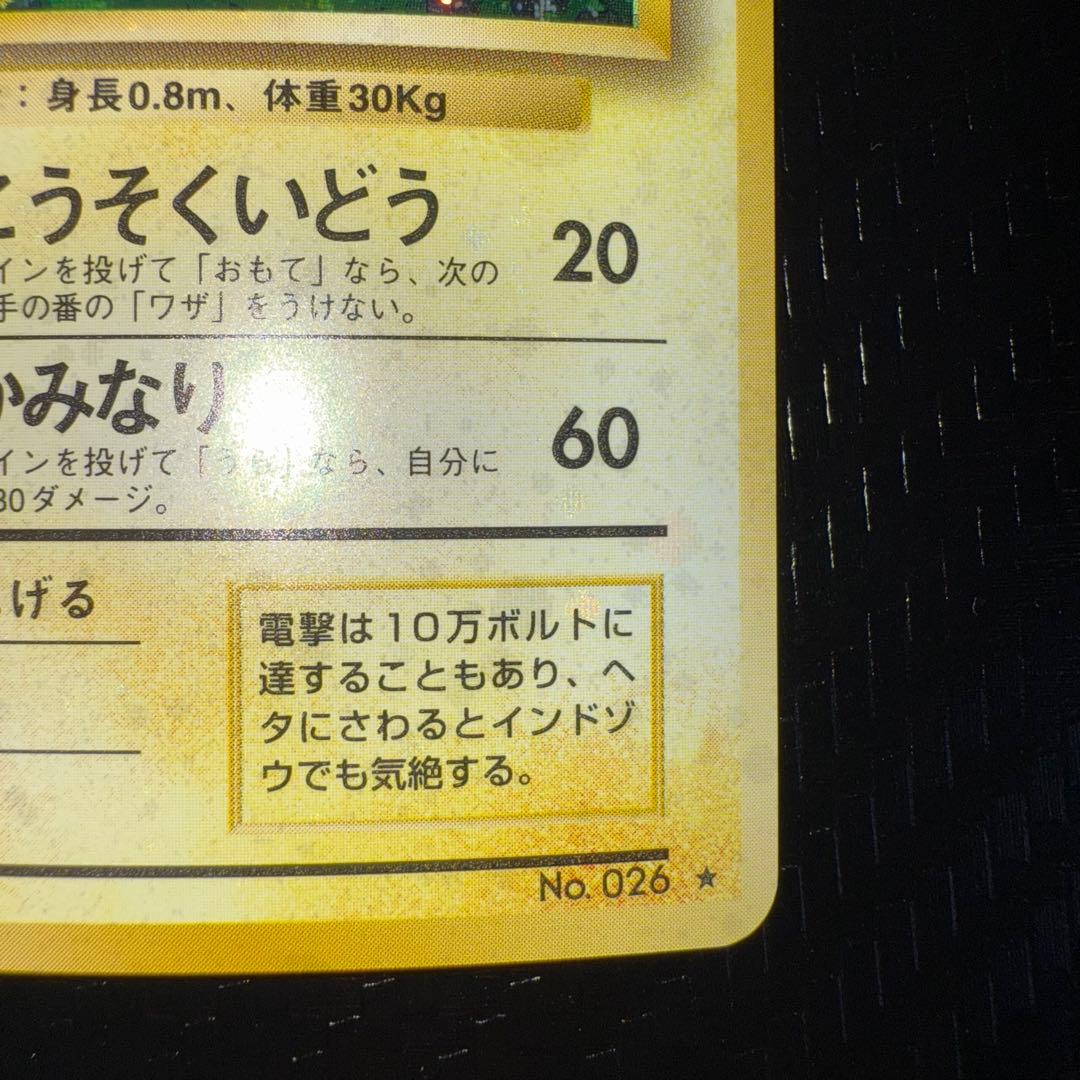 ：身長0.8m、体重30Kg
こうそくいどう
20
インを投げて「おもて」なら、次の
手の番の「ワザ」をうけない。
かみなり
60
インを投げて「うら」なら、自分に
30ダメージ。
げる
電撃は10万ボルトに
達することもあり、ヘ
タにさわるとインドゾ
ウでも気絶する。
No. 026 ★